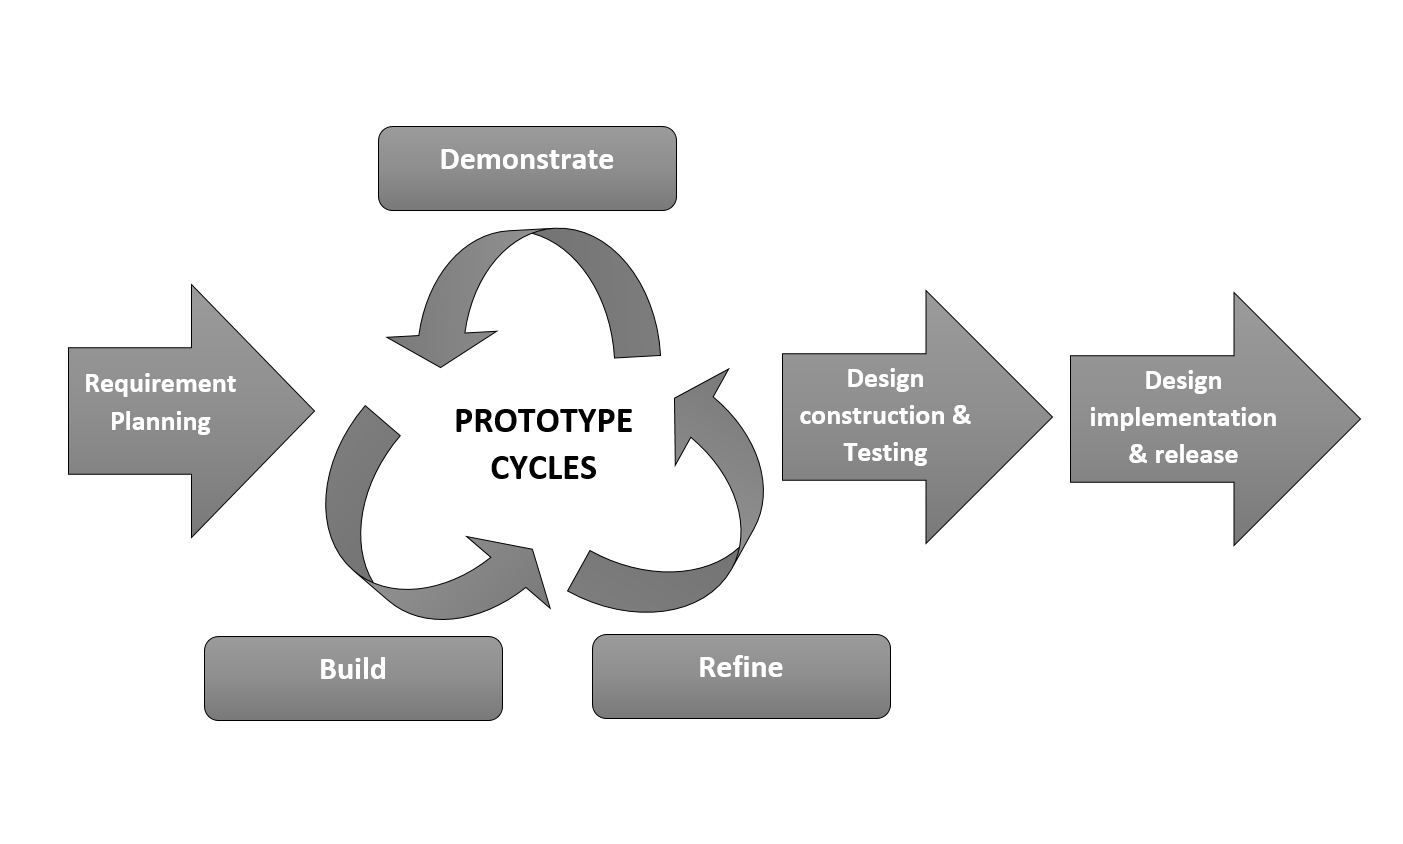 Demonstrate
Requirement
Planning
PROTOTYPE
CYCLES
Design
construction &
Testing
Design
implementation
& release
Build
Refine